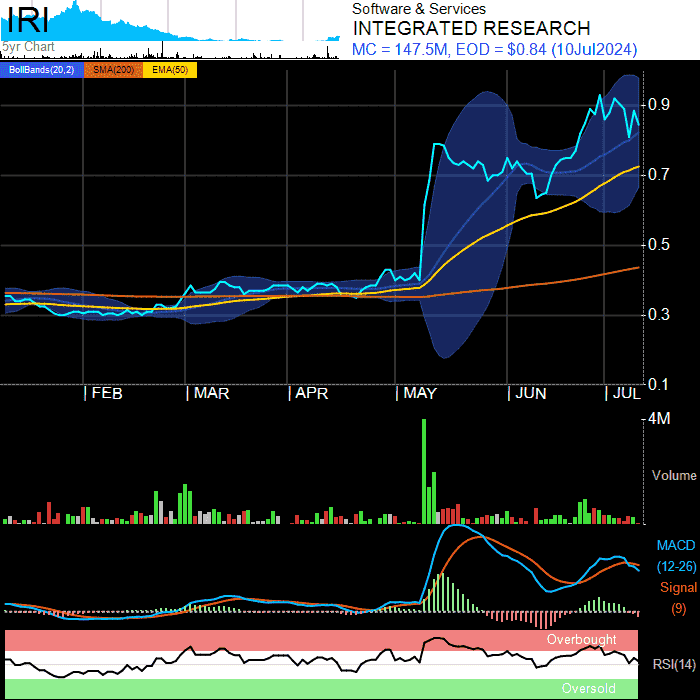 IRI
5yr Chart
Software & Services
INTEGRATED RESEARCH
MC = 147.5M, EOD = $0.84 (10Jul2024)
BollBands(20,2) SMA(200) EMA(50)
0.9
0.7
0.5
0.3
0.1
FEB MAR APR MAY JUN JUL
4M
Volume
MACD
(12-26)
Signal
(9)
Overbought
RSI(14)
Oversold